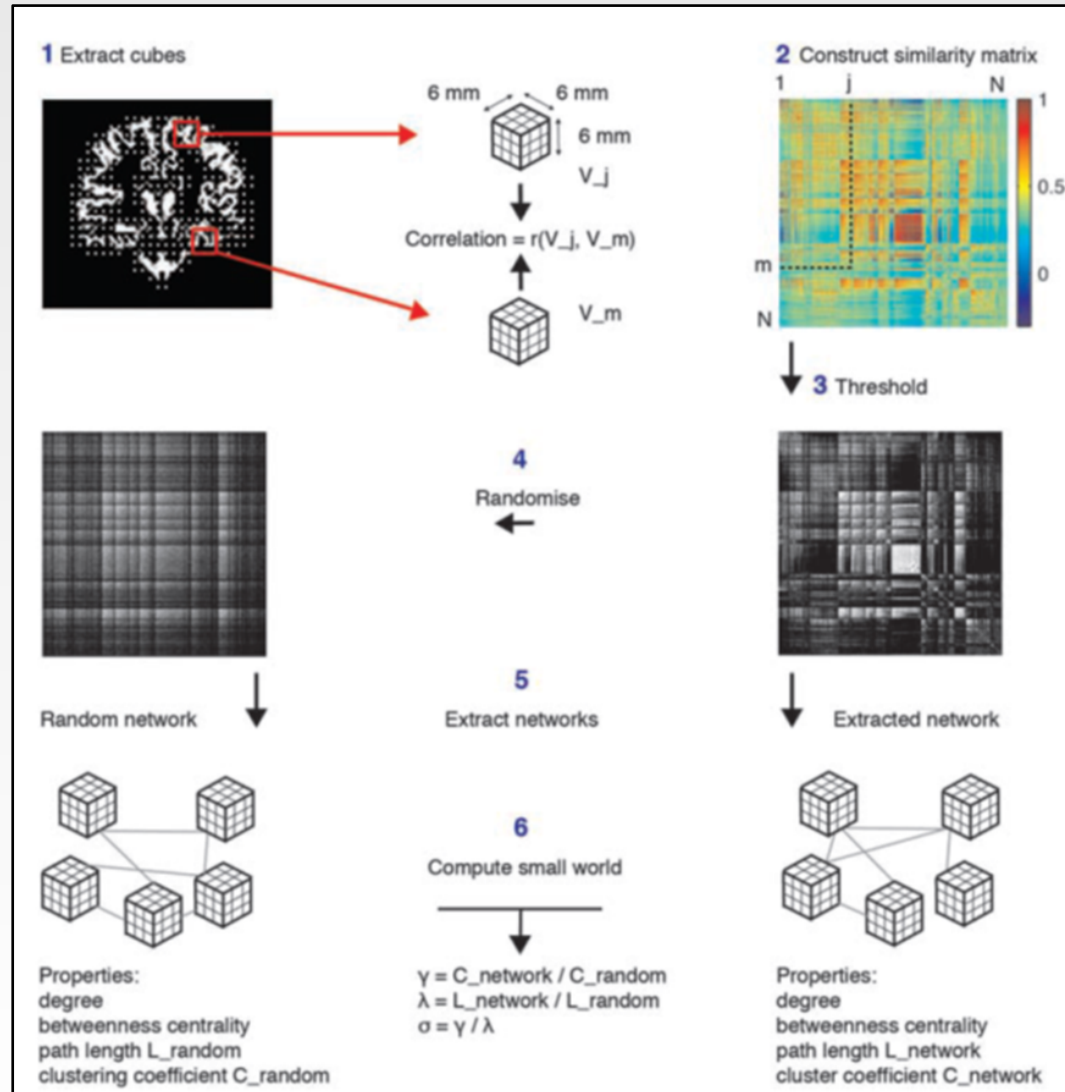 1 Extract cubes
6 mm 6 mm
6 mm
V_j
Correlation = r(V_j, V_m)
V_m
2 Construct similarity matrix
1 j N
m
N
1
0.5
0
3 Threshold
4
Randomise
5
Extract networks
Random network
Extracted network
6
Compute small world
γ = C_network / C_random
λ = L_network / L_random
σ = γ / λ
Properties:
degree
betweenness centrality
path length L_random
clustering coefficient C_random
Properties:
degree
betweenness centrality
path length L_network
cluster coefficient C_network